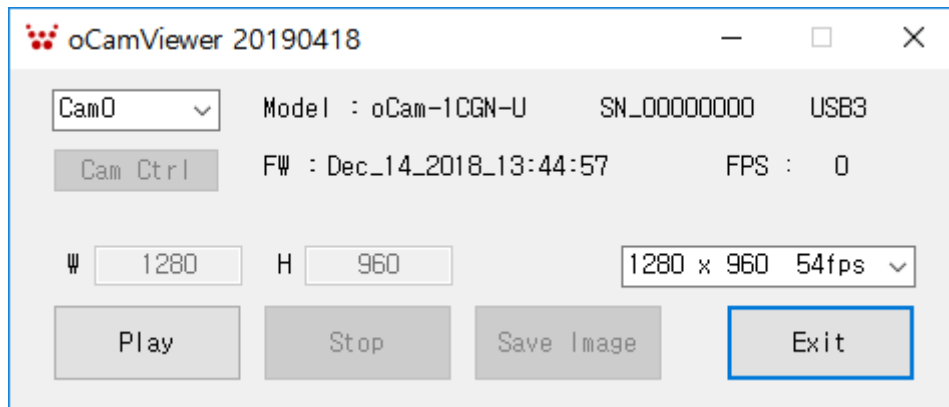 oCamViewer 20190418
Cam0 Model : oCam-1CGN-U SN_00000000 USB3
Cam Ctrl FW : Dec_14_2018_13:44:57 FPS : 0
W 1280 H 960 1280 x 960 54fps
Play Stop Save Image Exit